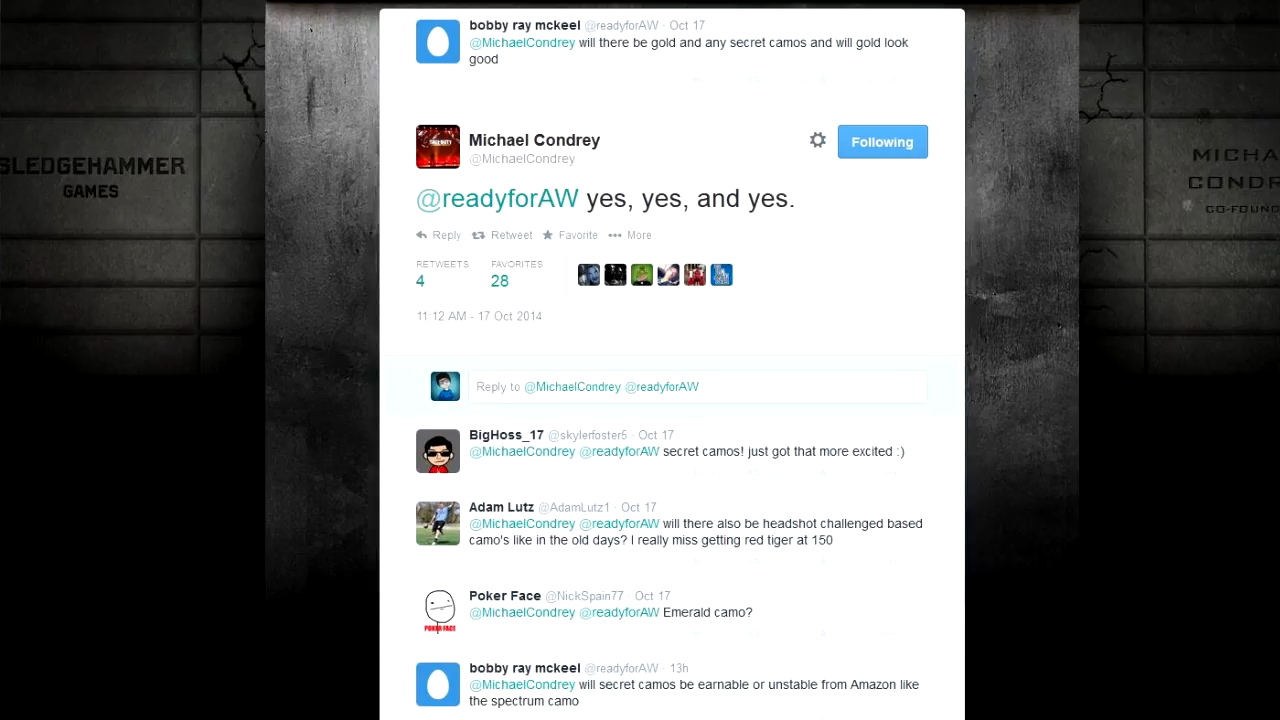 bobby ray mckeel @readyforAW · Oct 17
@MichaelCondrey will there be gold and any secret camos and will gold look
good
Michael Condrey
@MichaelCondrey
Following
@readyforAW yes, yes, and yes.
Reply Retweet Favorite More
RETWEETS FAVORITES
4 28
11:12 AM - 17 Oct 2014
Reply to @MichaelCondrey @readyforAW
BigHoss_17 @skylerfoster5 · Oct 17
@MichaelCondrey @readyforAW secret camos! just got that more excited :)
Adam Lutz @AdamLutz1 · Oct 17
@MichaelCondrey @readyforAW will there also be headshot challenged based
camo's like in the old days? I really miss getting red tiger at 150
Poker Face @NickSpain77 · Oct 17
@MichaelCondrey @readyforAW Emerald camo?
POKER FACE
bobby ray mckeel @readyforAW · 13h
@MichaelCondrey will secret camos be earnable or unstable from Amazon like
the spectrum camo
SLEDGEHAMMER
GAMES
MICHA
CONDR
CO-FOUN